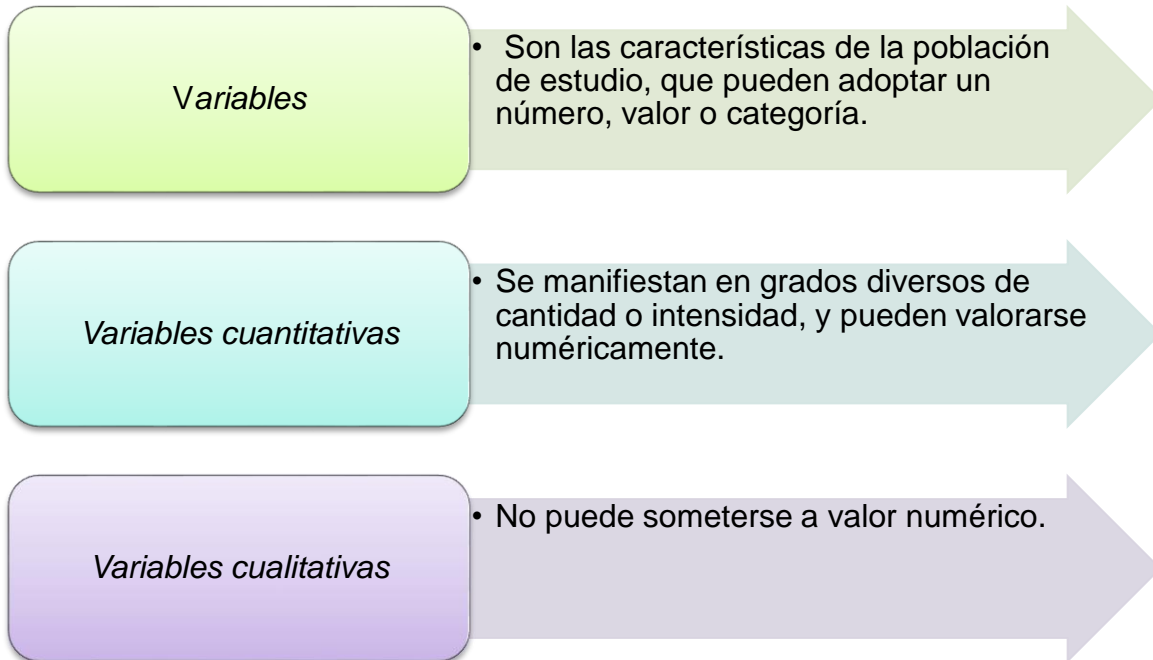 Variables
• Son las características de la población
de estudio, que pueden adoptar un
número, valor o categoría.
Variables cuantitativas
• Se manifiestan en grados diversos de
cantidad o intensidad, y pueden valorarse
numéricamente.
Variables cualitativas
• No puede someterse a valor numérico.